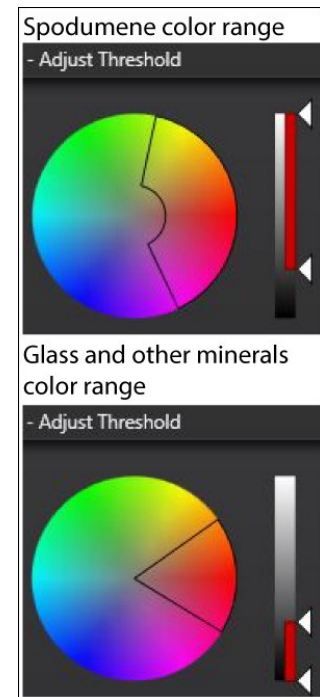 Spodumene color range
- Adjust Threshold
Glass and other minerals
color range
- Adjust Threshold